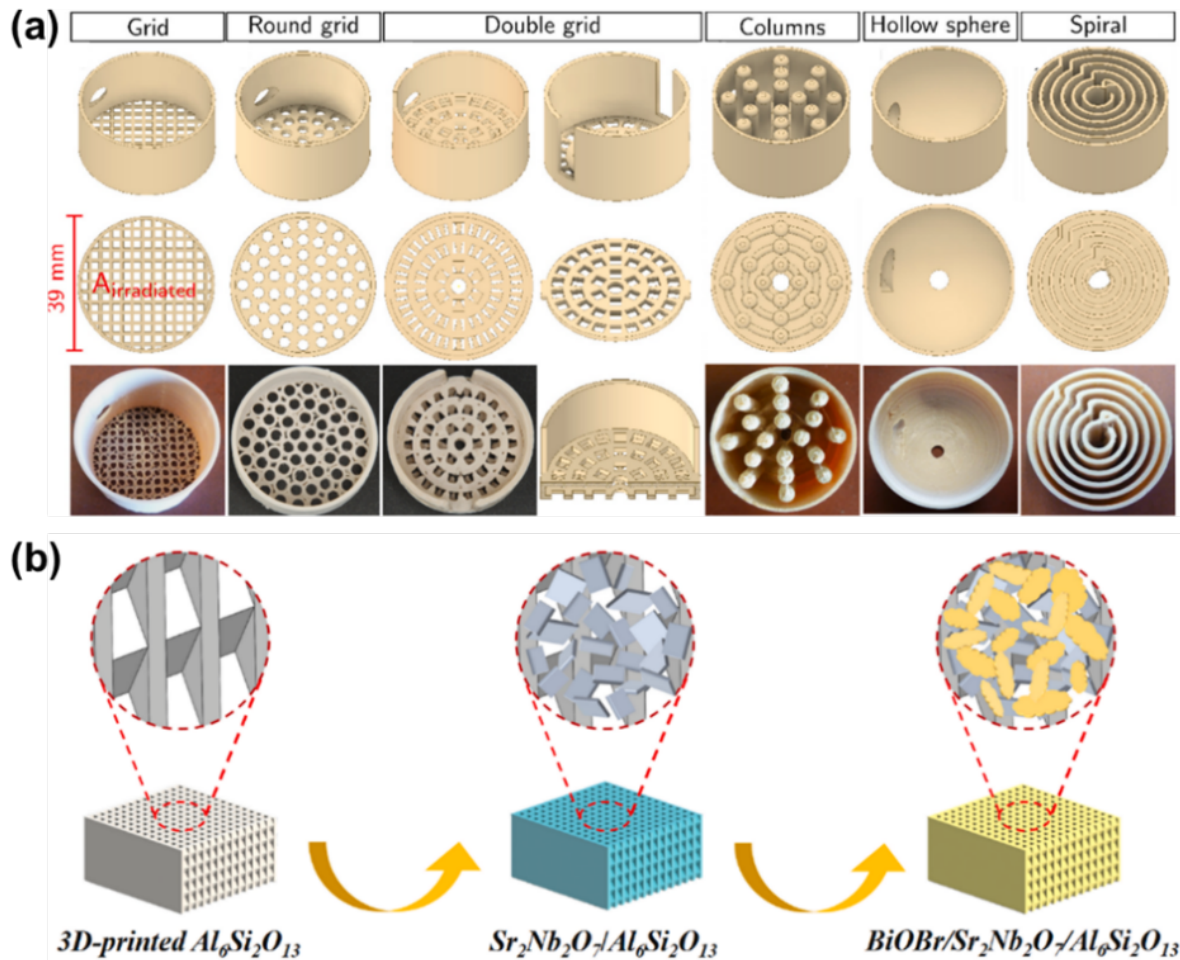 (a)
Grid
Round grid
Double grid
Columns
Hollow sphere
Spiral
39 mm
A_irradiated
(b)
3D-printed Al₆Si₂O₁₃
Sr₂Nb₂O₇/Al₆Si₂O₁₃
BiOBr/Sr₂Nb₂O₇/Al₆Si₂O₁₃